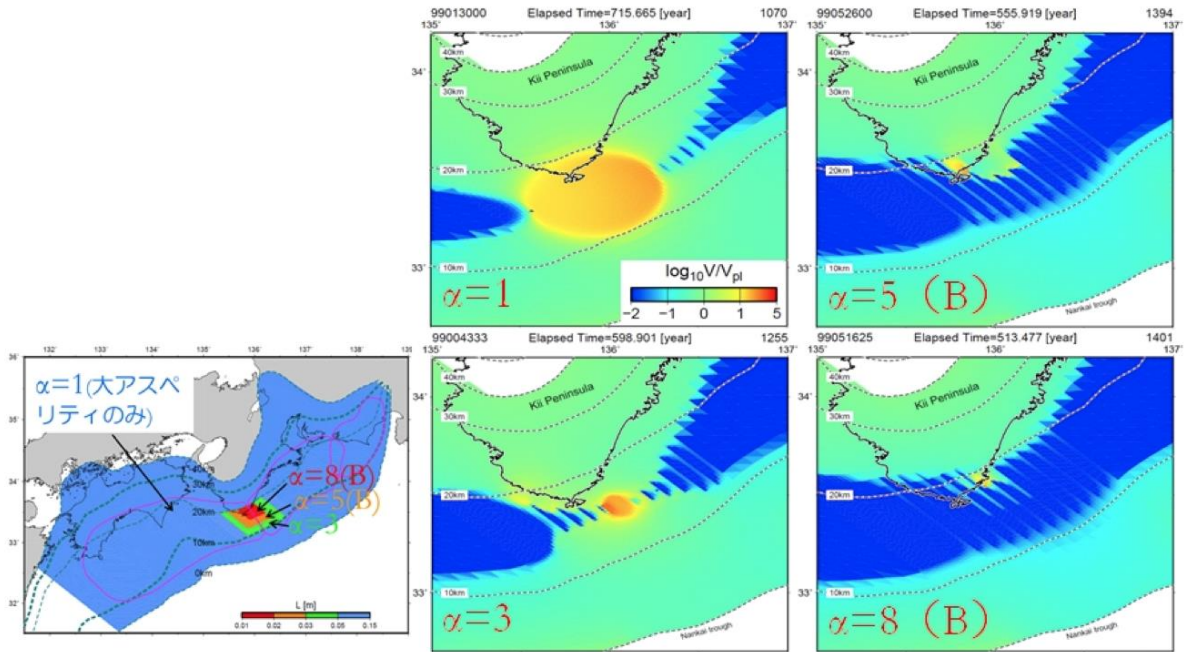 99013000 Elapsed Time=715.665 [year] 1070
135˚ 136˚ 137˚
40km
Kii Peninsula
34˚
30km
20km
33˚
10km
log10V/Vpl
-2 -1 0 1 5
α=1
99052600 Elapsed Time=555.919 [year] 1394
135˚ 136˚ 137˚
40km
Kii Peninsula
34˚
30km
20km
33˚
10km
Nankai trough
α=5 (B)
36˚
132˚ 133˚ 134˚ 135˚ 136˚ 137˚ 138˚
35˚
α=1(大アスペ
リティのみ)
34˚
30km
α=8(B)
20km
α=5(B)
α=3
33˚
10km
0km
32˚
L [m]
0.01 0.02 0.03 0.05 0.15
99004333 Elapsed Time=598.901 [year] 1255
135˚ 136˚ 137˚
40km
Kii Peninsula
34˚
30km
20km
33˚
10km
Nankai trough
α=3
99051625 Elapsed Time=513.477 [year] 1401
135˚ 136˚ 137˚
40km
Kii Peninsula
34˚
30km
20km
33˚
10km
Nankai trough
α=8 (B)